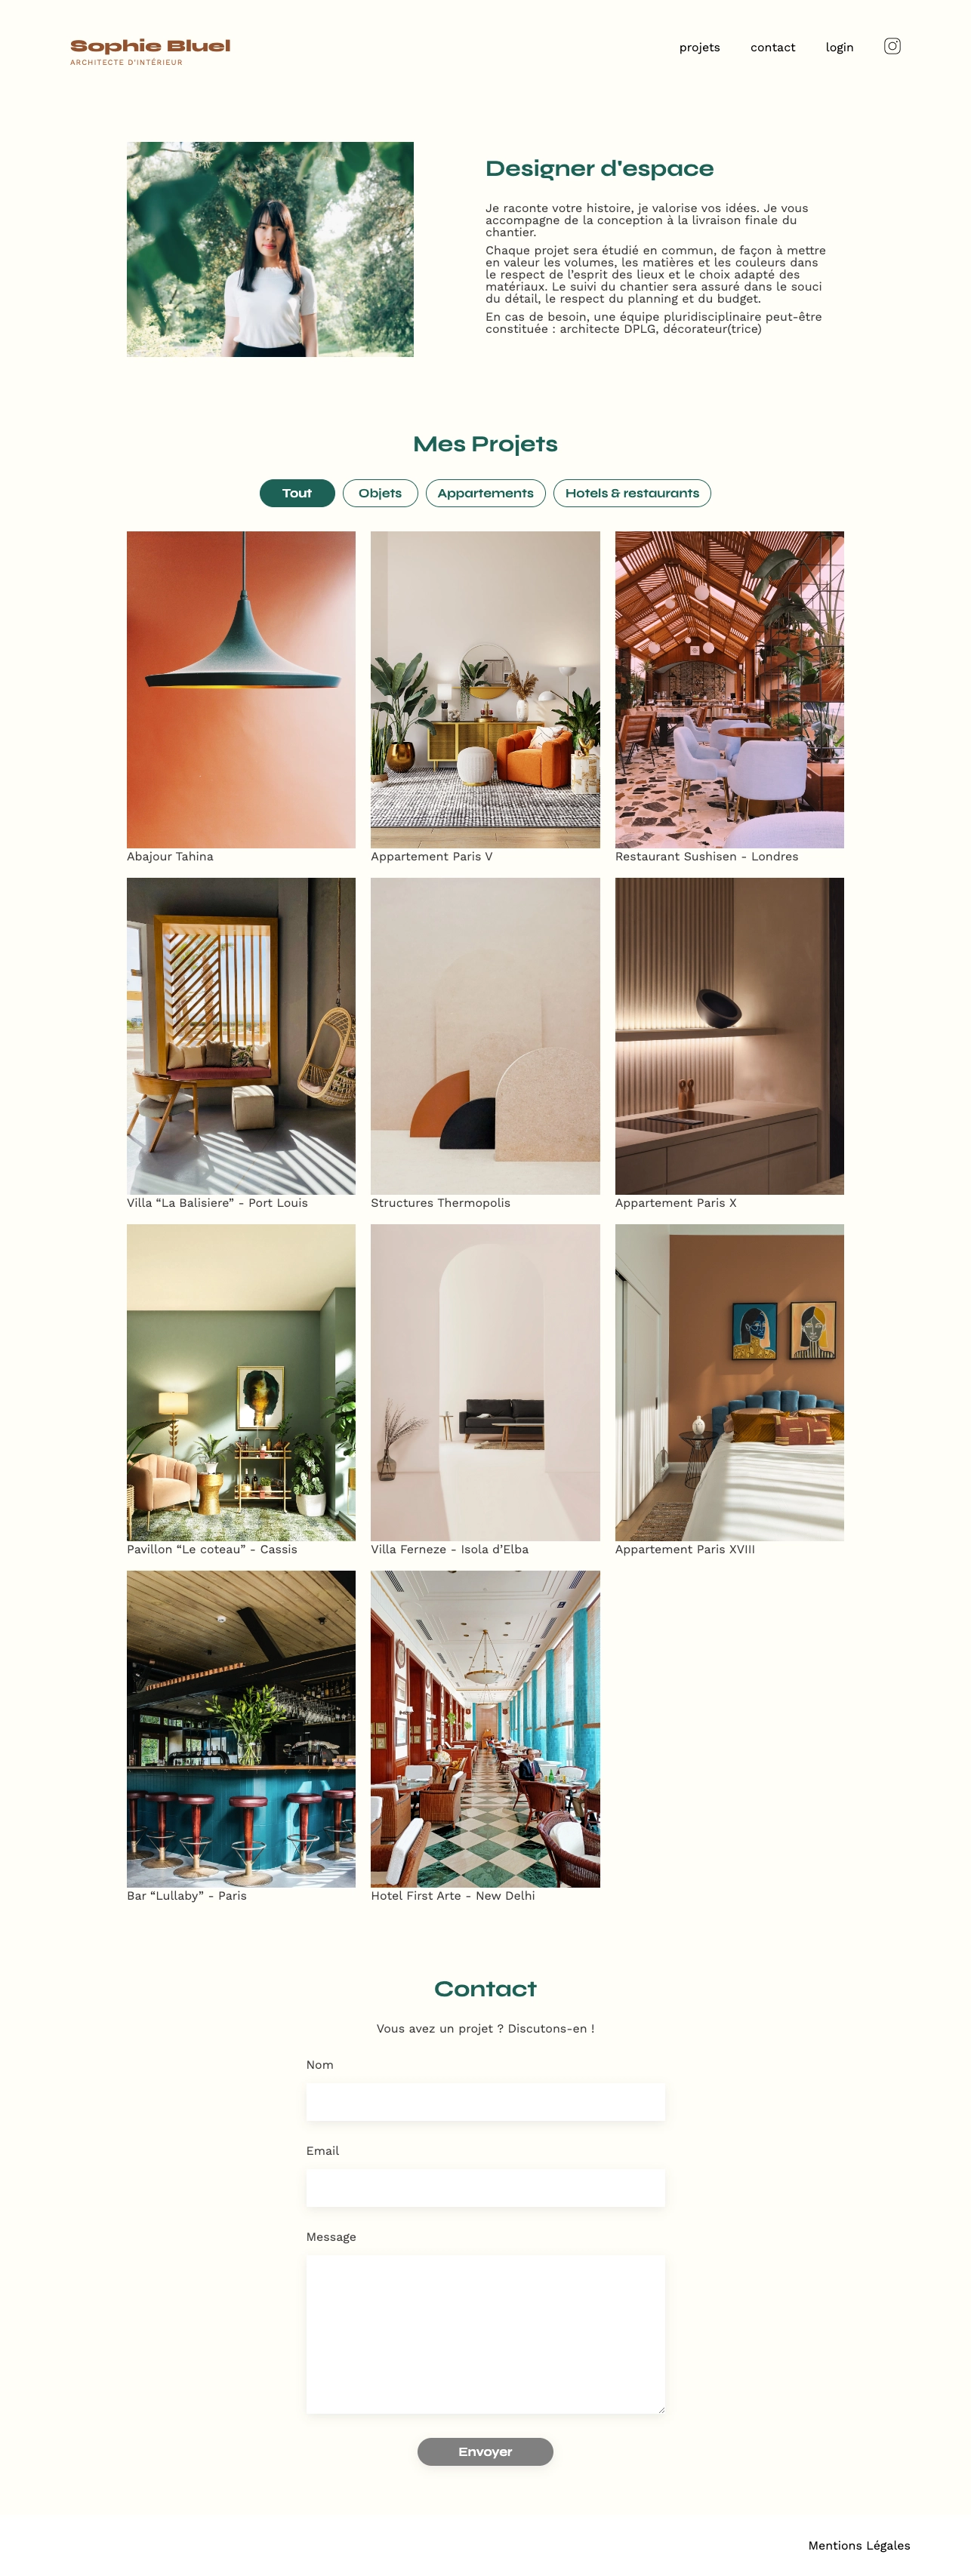 Sophie Bluel
ARCHITECTE D'INTÉRIEUR
projets
contact
login
Designer d'espace
Je raconte votre histoire, je valorise vos idées. Je vous
accompagne de la conception à la livraison finale du
chantier.
Chaque projet sera étudié en commun, de façon à mettre
en valeur les volumes, les matières et les couleurs dans
le respect de l’esprit des lieux et le choix adapté des
matériaux. Le suivi du chantier sera assuré dans le souci
du détail, le respect du planning et du budget.
En cas de besoin, une équipe pluridisciplinaire peut-être
constituée : architecte DPLG, décorateur(trice)
Mes Projets
Tout
Objets
Appartements
Hotels & restaurants
Abajour Tahina
Appartement Paris V
Restaurant Sushisen - Londres
Villa “La Balisiere” - Port Louis
Structures Thermopolis
Appartement Paris X
Pavillon “Le coteau” - Cassis
Villa Ferneze - Isola d’Elba
Appartement Paris XVIII
Bar “Lullaby” - Paris
Hotel First Arte - New Delhi
Contact
Vous avez un projet ? Discutons-en !
Nom
Email
Message
Envoyer
Mentions Légales